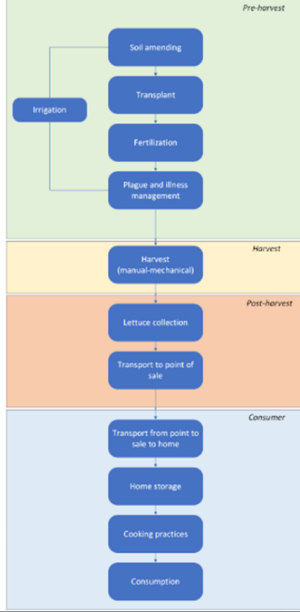 Pre-harvest
Soil amending
Transplant
Irrigation
Fertilization
Plague and illness
management
Harvest
Harvest
(manual-mechanical)
Post-harvest
Lettuce collection
Transport to point of
sale
Consumer
Transport from point to
sale to home
Home storage
Cooking practices
Consumption